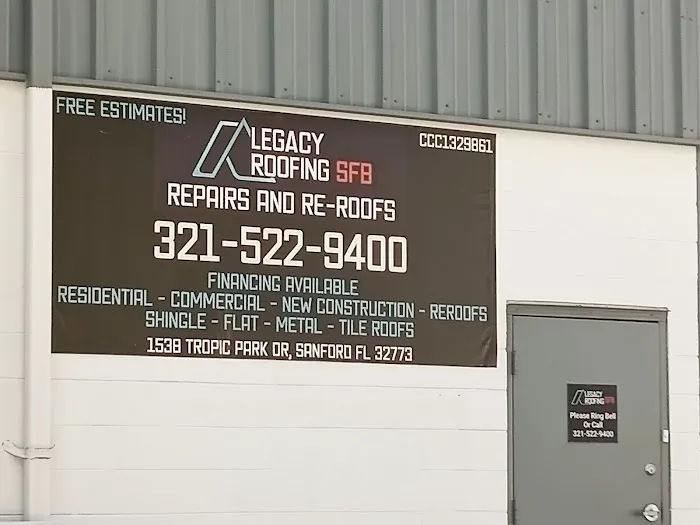 FREE ESTIMATES!
CCC1329861
LEGACY
ROOFING SFB
REPAIRS AND RE-ROOFS
321-522-9400
FINANCING AVAILABLE
RESIDENTIAL - COMMERCIAL - NEW CONSTRUCTION - REROOFS
SHINGLE - FLAT - METAL - TILE ROOFS
1538 TROPIC PARK DR, SANFORD FL 32773
LEGACY
ROOFING SFB
Please Ring Bell
Or Call
321-522-9400